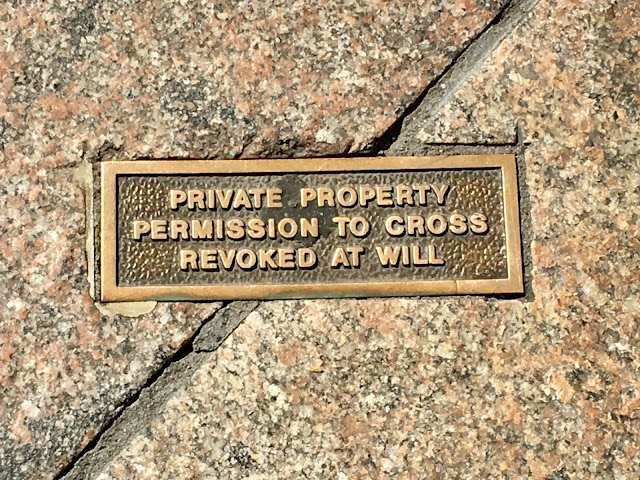 PRIVATE PROPERTY
PERMISSION TO CROSS
REVOKED AT WILL